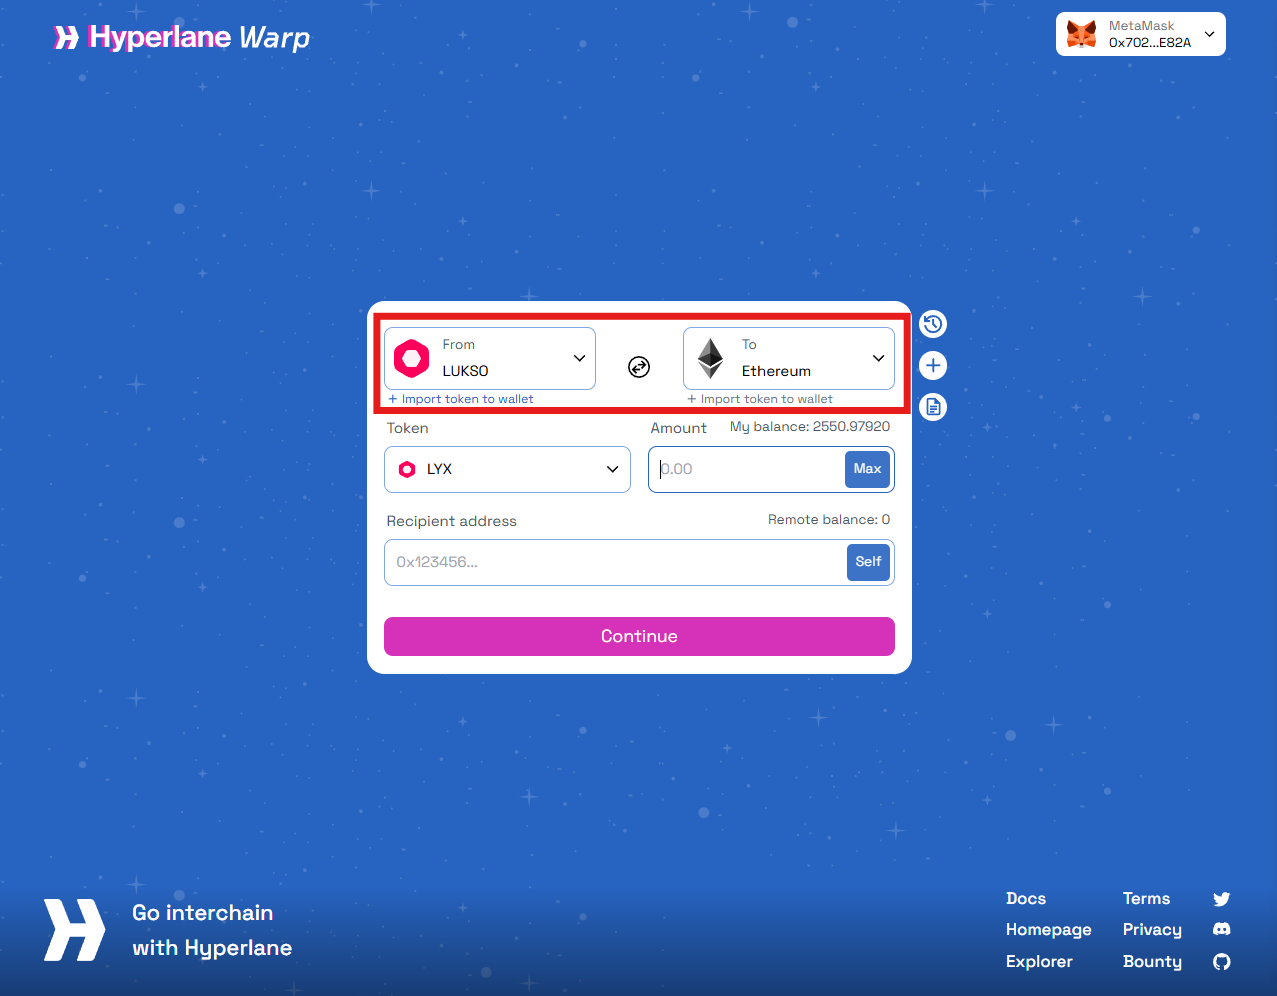 Hyperlane Warp
MetaMask
0x702...E82A
From
LUKSO
To
Ethereum
+ Import token to wallet
+ Import token to wallet
Token
Amount
My balance: 2550.97920
LYX
0.00
Max
Recipient address
Remote balance: 0
0x123456...
Self
Continue
Go interchain
with Hyperlane
Docs
Terms
Homepage
Privacy
Explorer
Bounty